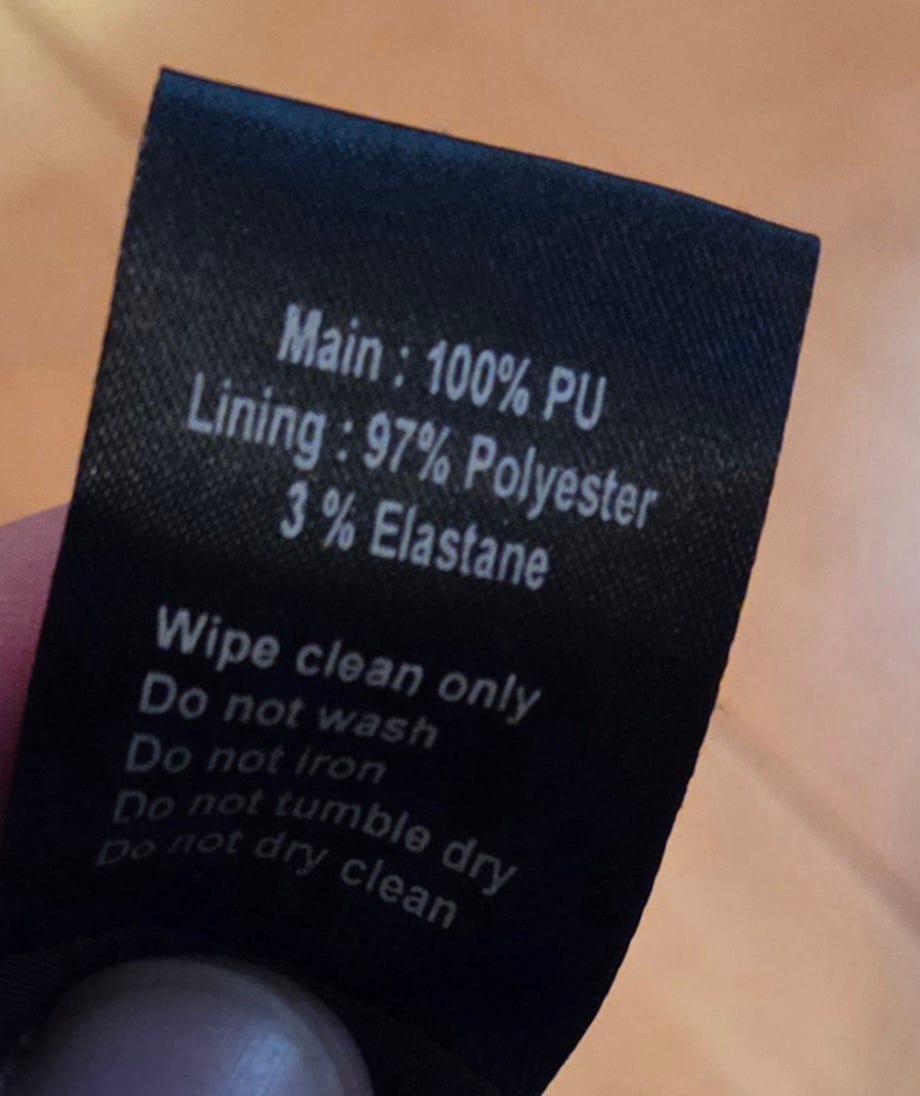 Main : 100% PU
Lining : 97% Polyester
3 % Elastane
Wipe clean only
Do not wash
Do not iron
Do not tumble dry
Do not dry clean